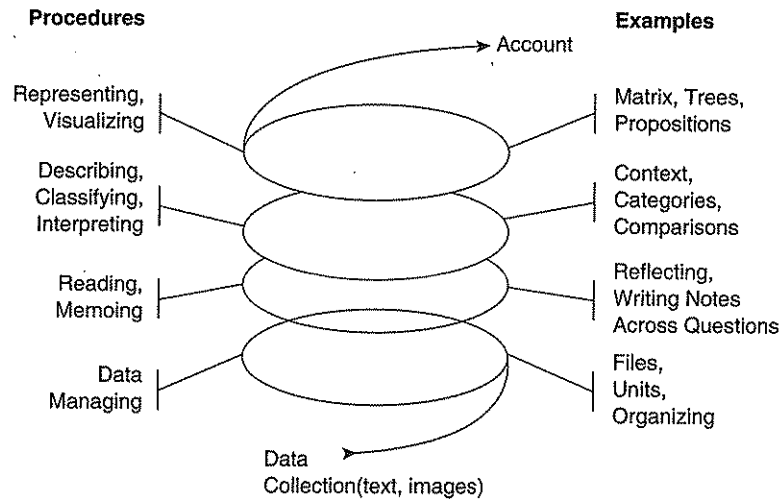 Procedures
Examples
Account
Representing,
Visualizing
Matrix, Trees,
Propositions
Describing,
Classifying,
Interpreting
Context,
Categories,
Comparisons
Reading,
Memoing
Reflecting,
Writing Notes
Across Questions
Data
Managing
Files,
Units,
Organizing
Data
Collection(text, images)